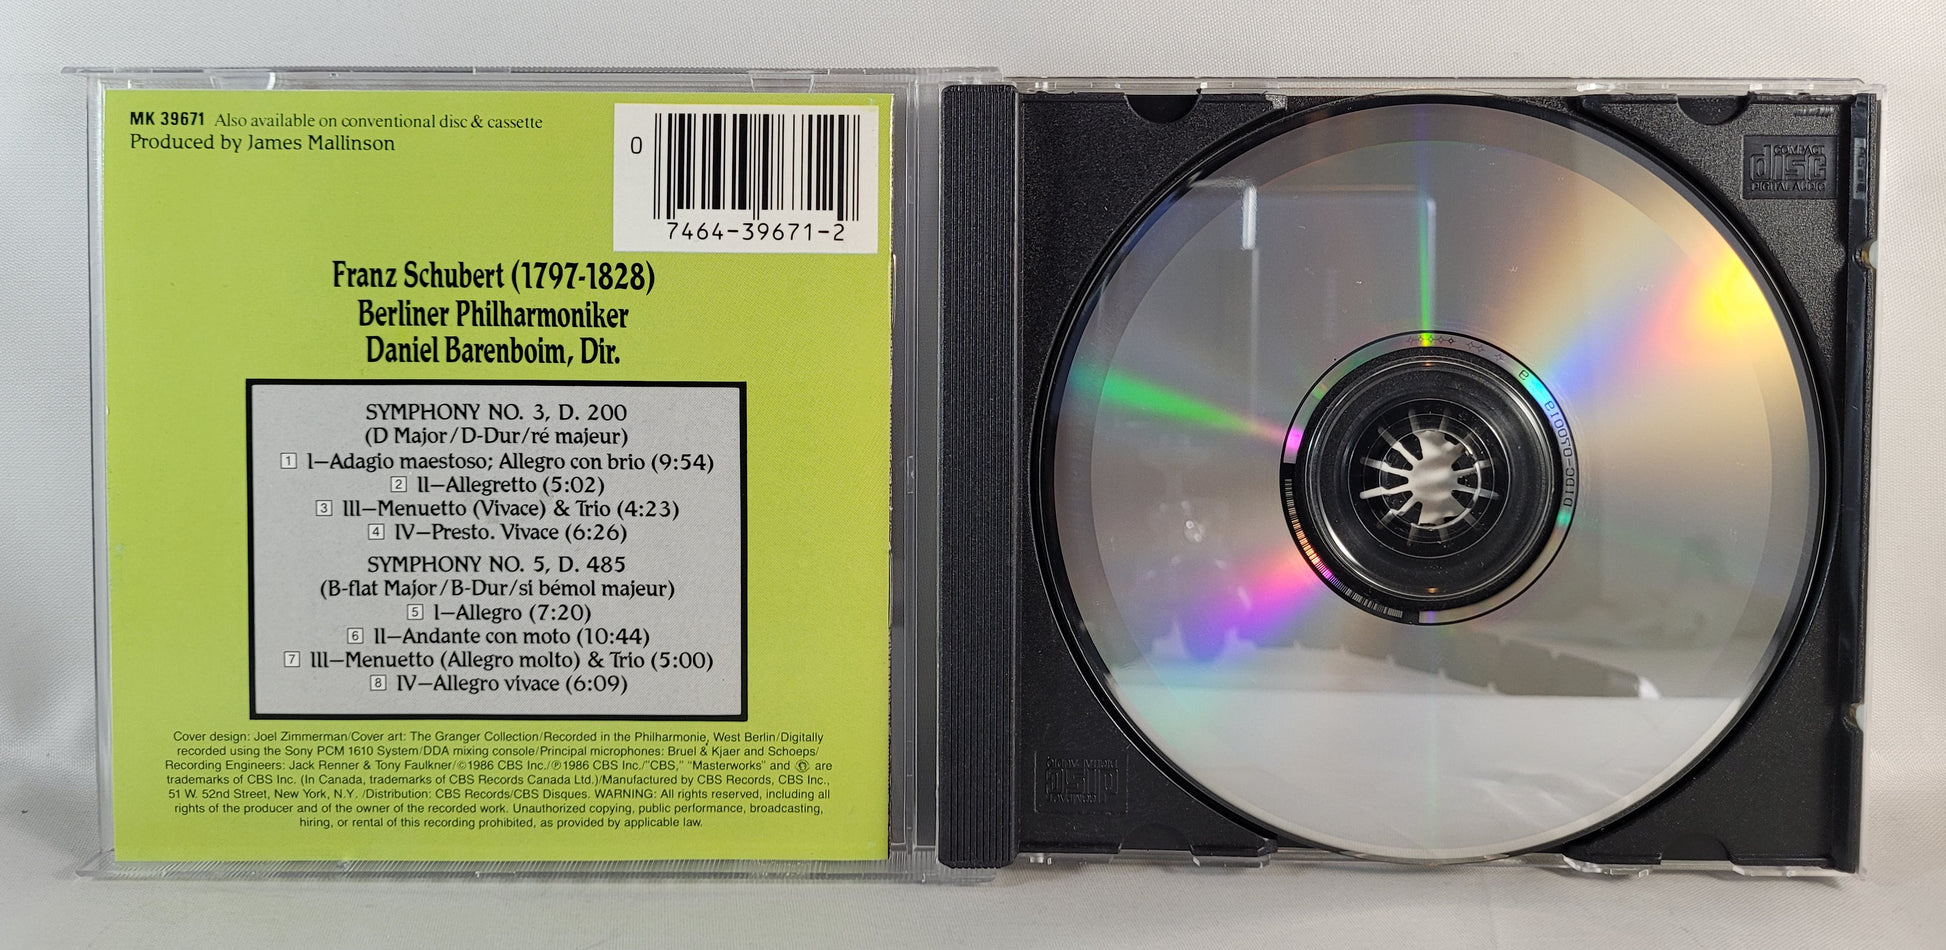 MK 39671 Also available on conventional disc & cassette
Produced by James Mallinson
0
7464-39671-2
Franz Schubert (1797-1828)
Berliner Philharmoniker
Daniel Barenboim, Dir.
SYMPHONY NO. 3, D. 200
(D Major/D-Dur/ré majeur)
1 I—Adagio maestoso; Allegro con brio (9:54)
2 II—Allegretto (5:02)
3 III—Menuetto (Vivace) & Trio (4:23)
4 IV—Presto. Vivace (6:26)
SYMPHONY NO. 5, D. 485
(B-flat Major/B-Dur/si bémol majeur)
5 I—Allegro (7:20)
6 II—Andante con moto (10:44)
7 III—Menuetto (Allegro molto) & Trio (5:00)
8 IV—Allegro vivace (6:09)
Cover design: Joel Zimmerman/Cover art: The Granger Collection/Recorded in the Philharmonie, West Berlin/Digitally
recorded using the Sony PCM 1610 System/DDA mixing console/Principal microphones: Bruel & Kjaer and Schoeps/
Recording Engineers: Jack Renner & Tony Faulkner/©1986 CBS Inc./℗1986 CBS Inc./"CBS," "Masterworks" and are
trademarks of CBS Inc. (In Canada, trademarks of CBS Records Canada Ltd.)/Manufactured by CBS Records, CBS Inc.,
51 W. 52nd Street, New York, N.Y. /Distribution: CBS Records/CBS Disques. WARNING: All rights reserved, including all
rights of the producer and of the owner of the recorded work. Unauthorized copying, public performance, broadcasting,
hiring, or rental of this recording prohibited, as provided by applicable law.
COMPACT
disc
DIGITAL AUDIO
COMPACT
disc
DIGITAL AUDIO